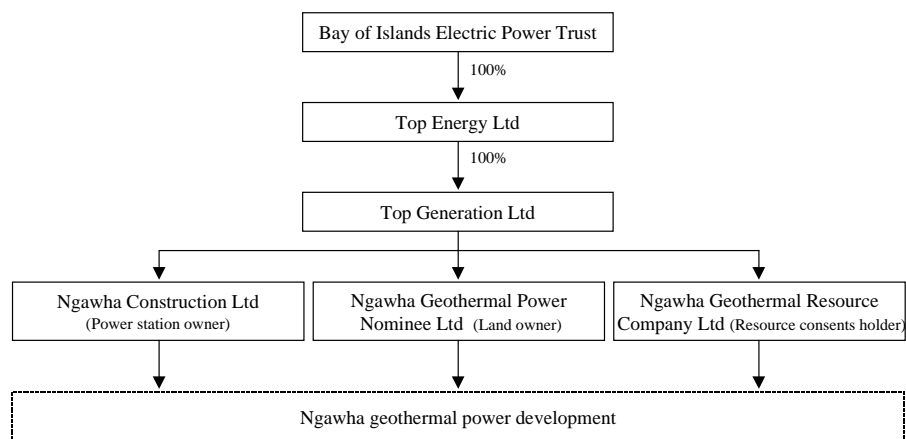 Bay of Islands Electric Power Trust
100%
Top Energy Ltd
100%
Top Generation Ltd
Ngawha Construction Ltd
(Power station owner)
Ngawha Geothermal Power
Nominee Ltd (Land owner)
Ngawha Geothermal Resource
Company Ltd (Resource consents holder)
Ngawha geothermal power development